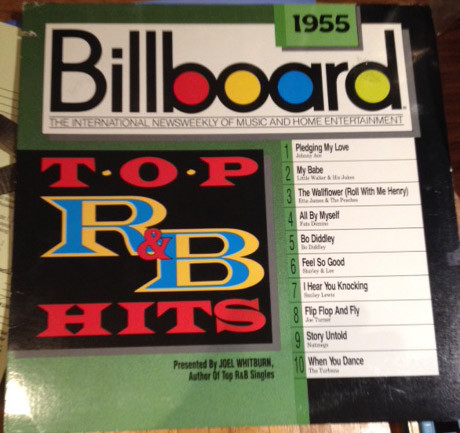 1955
Billboard
THE INTERNATIONAL NEWSWEEKLY OF MUSIC AND HOME ENTERTAINMENT
T·O·P
R&B
HITS
Presented By JOEL WHITBURN,
Author Of Top R&B Singles
1 Pledging My Love
Johnny Ace
2 My Babe
Little Walter & His Jukes
3 The Wallflower (Roll With Me Henry)
Etta James & The Peaches
4 All By Myself
Fats Domino
5 Bo Diddley
Bo Diddley
6 Feel So Good
Shirley & Lee
7 I Hear You Knocking
Smiley Lewis
8 Flip Flop And Fly
Joe Turner
9 Story Untold
Nutmegs
10 When You Dance
The Turbans